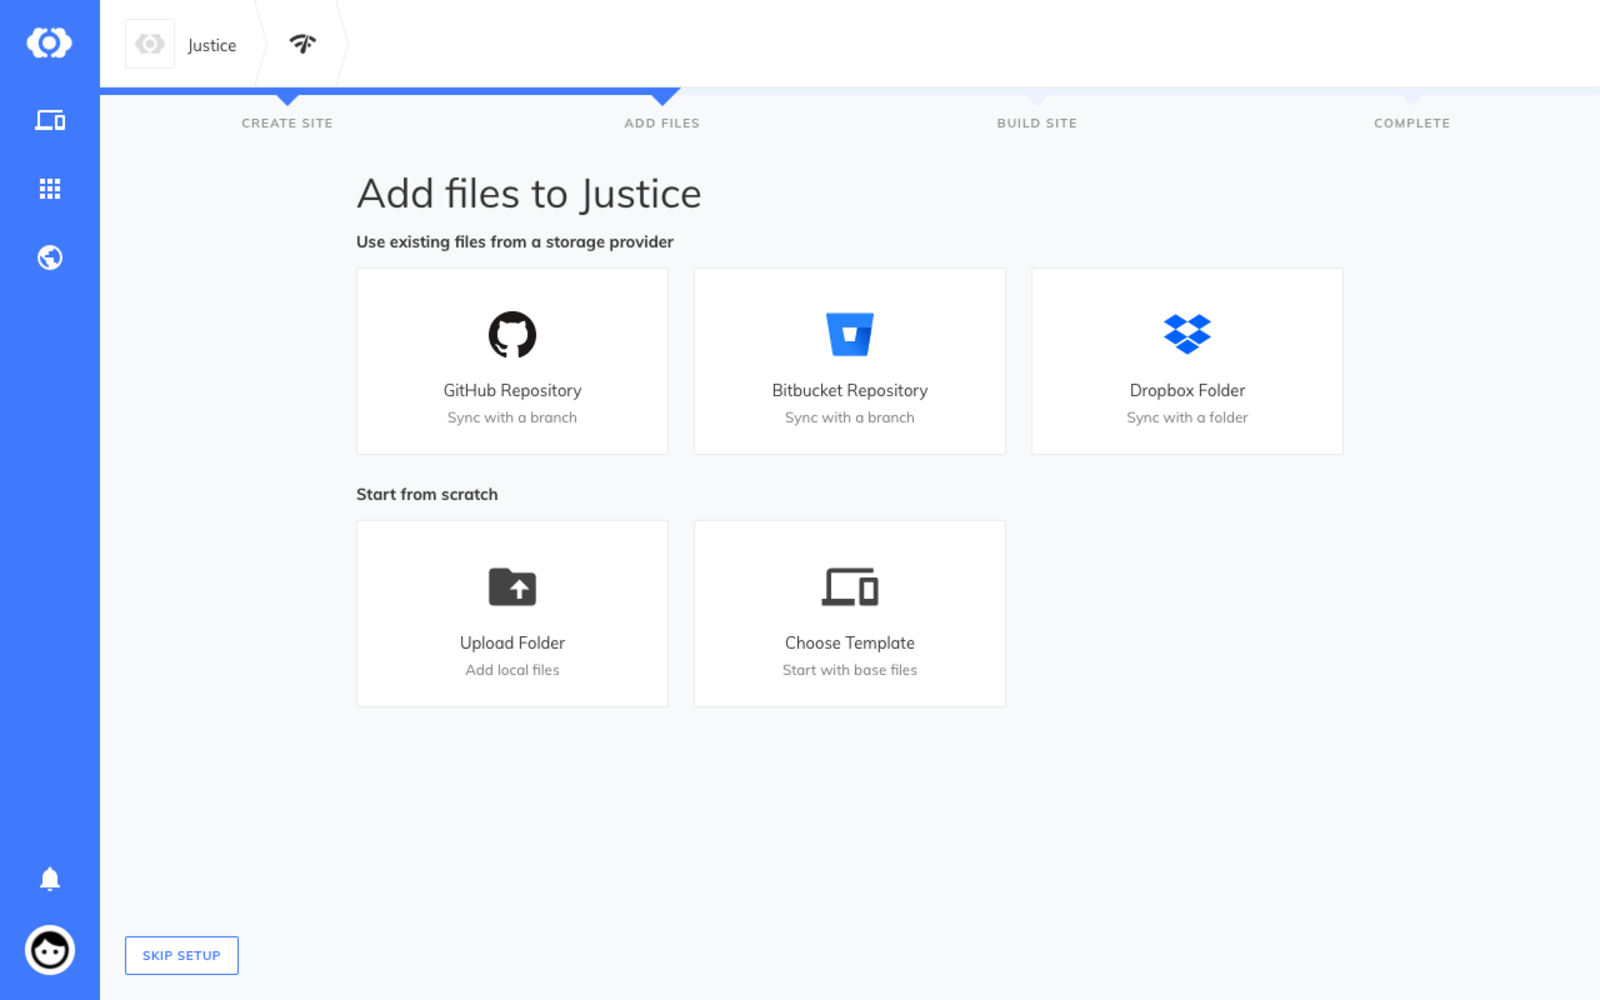 Justice
CREATE SITE
ADD FILES
BUILD SITE
COMPLETE
Add files to Justice
Use existing files from a storage provider
GitHub Repository
Sync with a branch
Bitbucket Repository
Sync with a branch
Dropbox Folder
Sync with a folder
Start from scratch
Upload Folder
Add local files
Choose Template
Start with base files
SKIP SETUP